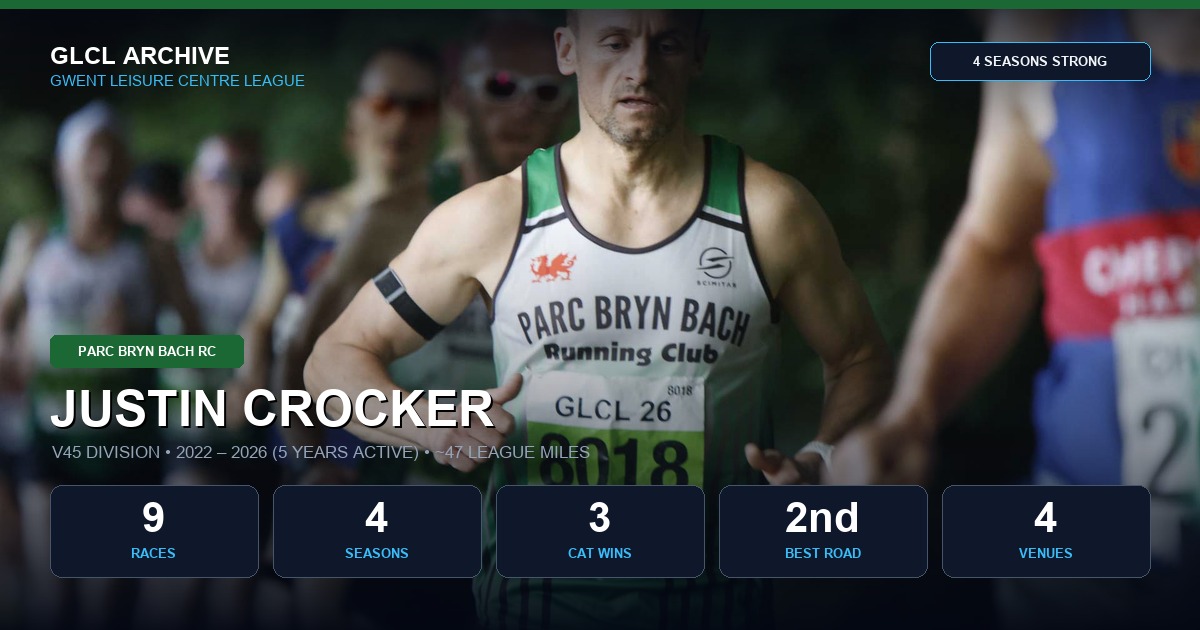 GLCL ARCHIVE
GWENT LEISURE CENTRE LEAGUE
4 SEASONS STRONG
SCIMITAR
PARC BRYN BACH
Running Club
8018
GLCL 26
8018
PARC BRYN BACH RC
JUSTIN CROCKER
V45 DIVISION • 2022 – 2026 (5 YEARS ACTIVE) • ~47 LEAGUE MILES
9
RACES
4
SEASONS
3
CAT WINS
2nd
BEST ROAD
4
VENUES
2